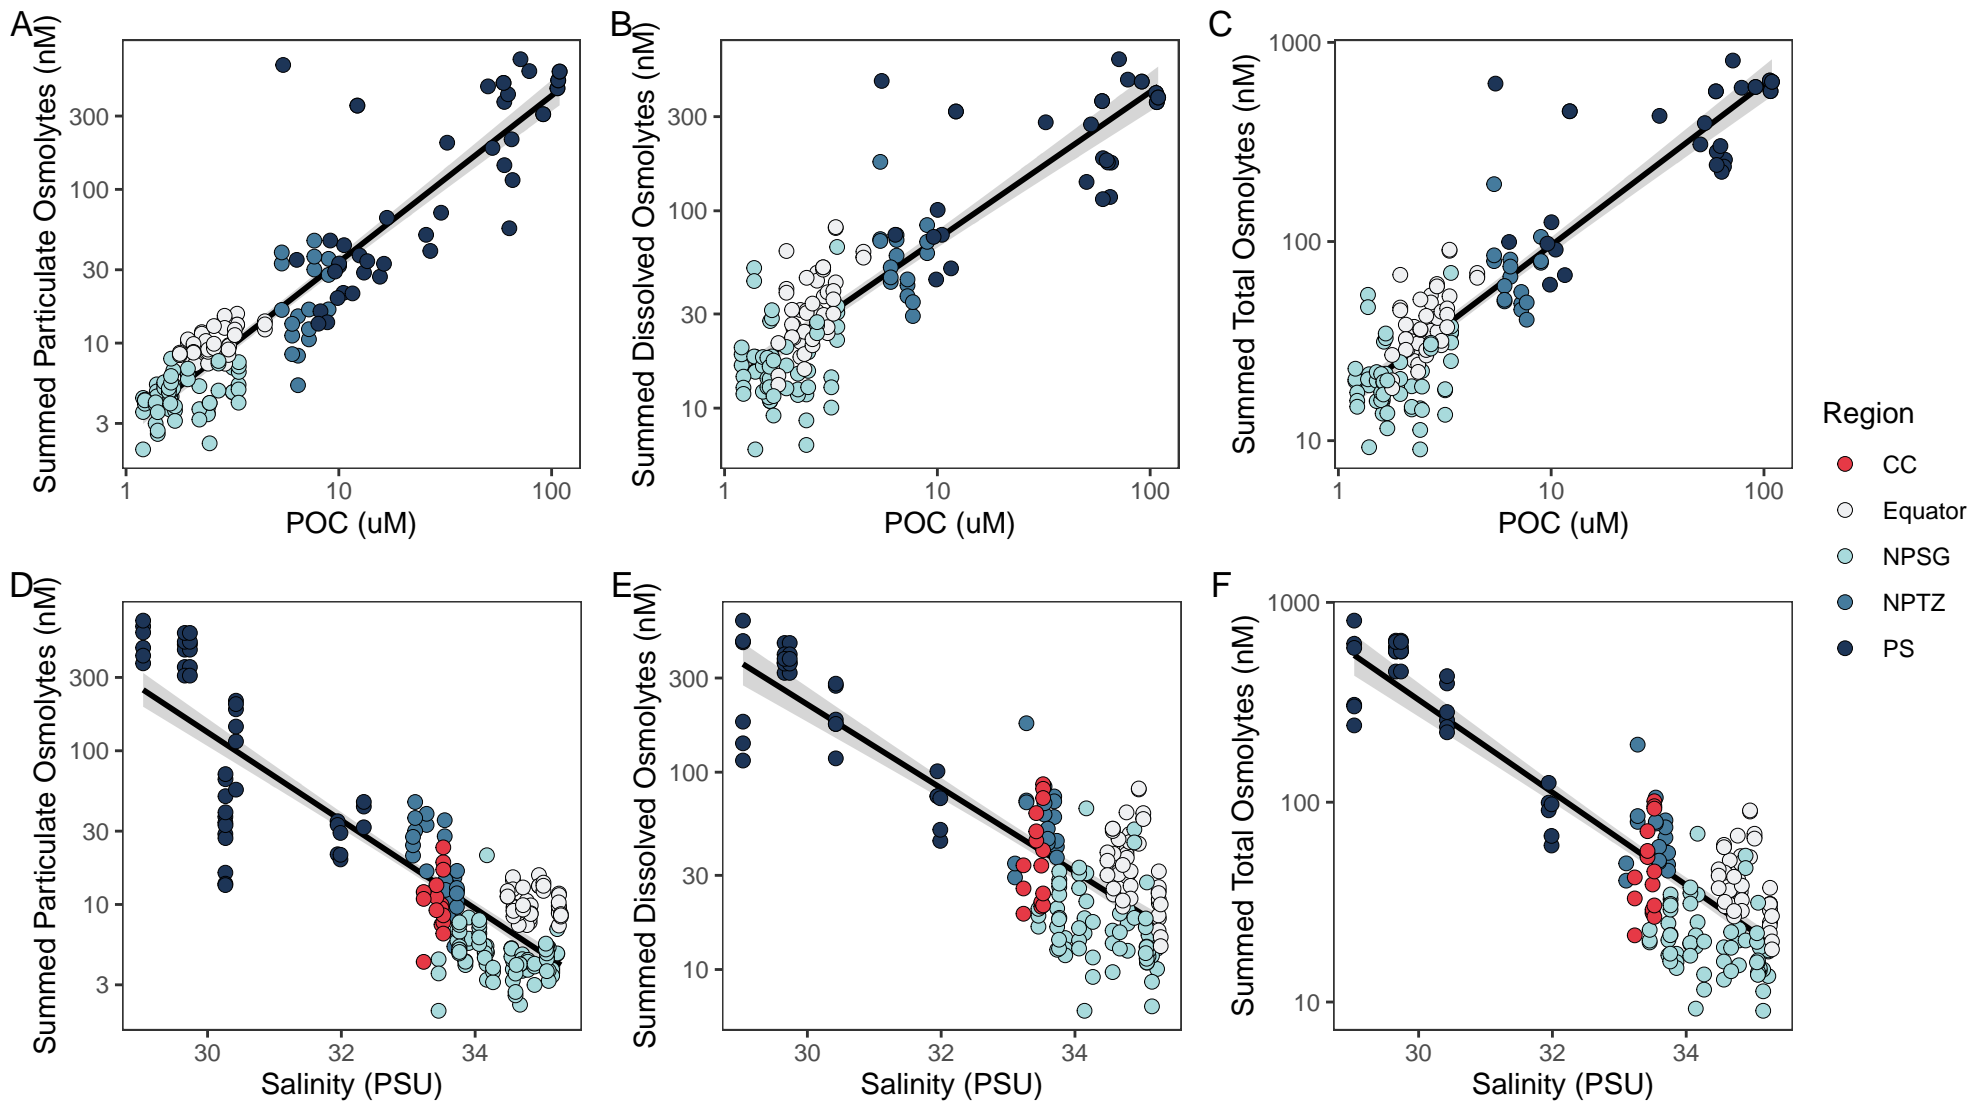 A
Summed Particulate Osmolytes (nM)
300
100
30
10
3
1
10
100
POC (uM)
B
Summed Dissolved Osmolytes (nM)
300
100
30
10
1
10
100
POC (uM)
C
Summed Total Osmolytes (nM)
1000
100
10
1
10
100
POC (uM)
D
Summed Particulate Osmolytes (nM)
300
100
30
10
3
30
32
34
Salinity (PSU)
E
Summed Dissolved Osmolytes (nM)
300
100
30
10
30
32
34
Salinity (PSU)
F
Summed Total Osmolytes (nM)
1000
100
10
30
32
34
Salinity (PSU)
Region
CC
Equator
NPSG
NPTZ
PS